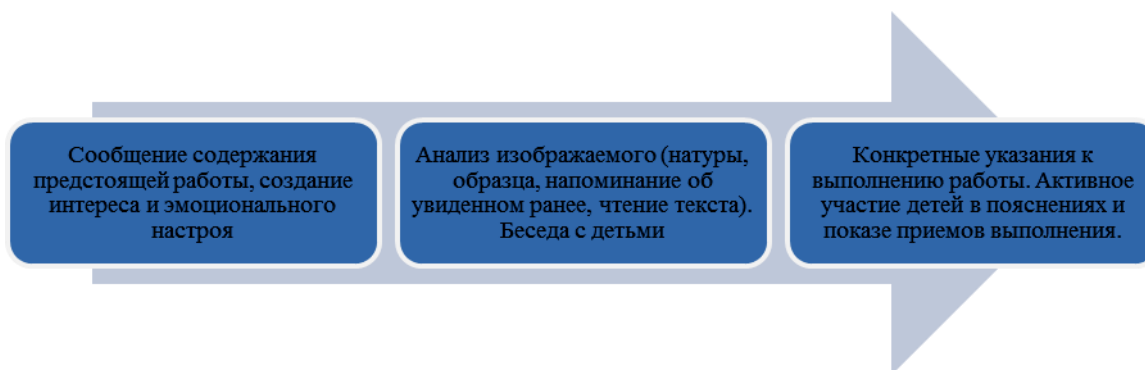 Сообщение содержания
предстоящей работы, создание
интереса и эмоционального
настроя
Анализ изображаемого (натуры,
образца, напоминание об
увиденном ранее, чтение текста).
Беседа с детьми
Конкретные указания к
выполнению работы. Активное
участие детей в пояснениях и
показе приемов выполнения.